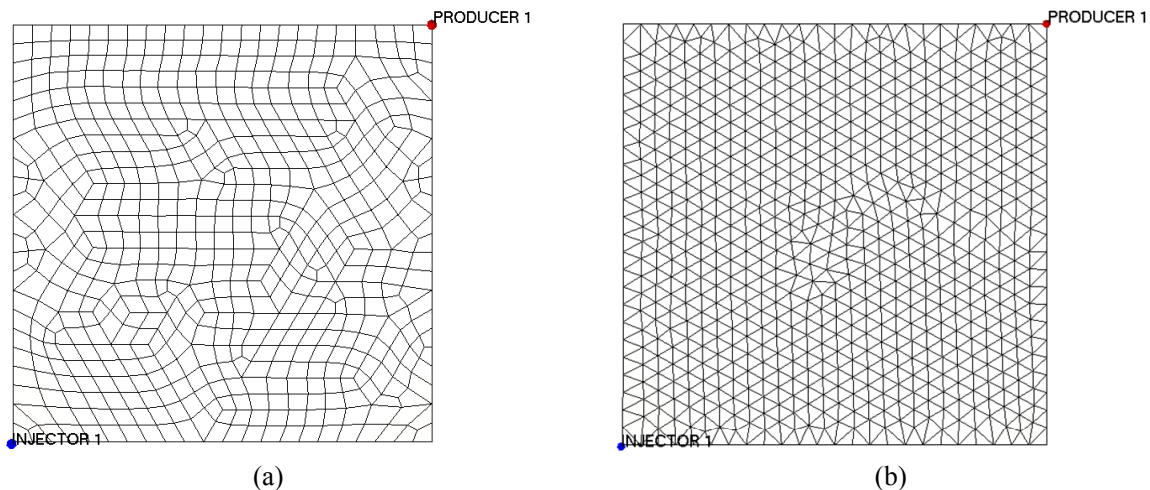 PRODUCER 1
PRODUCER 1
INJECTOR 1
INJECTOR 1
(a)
(b)